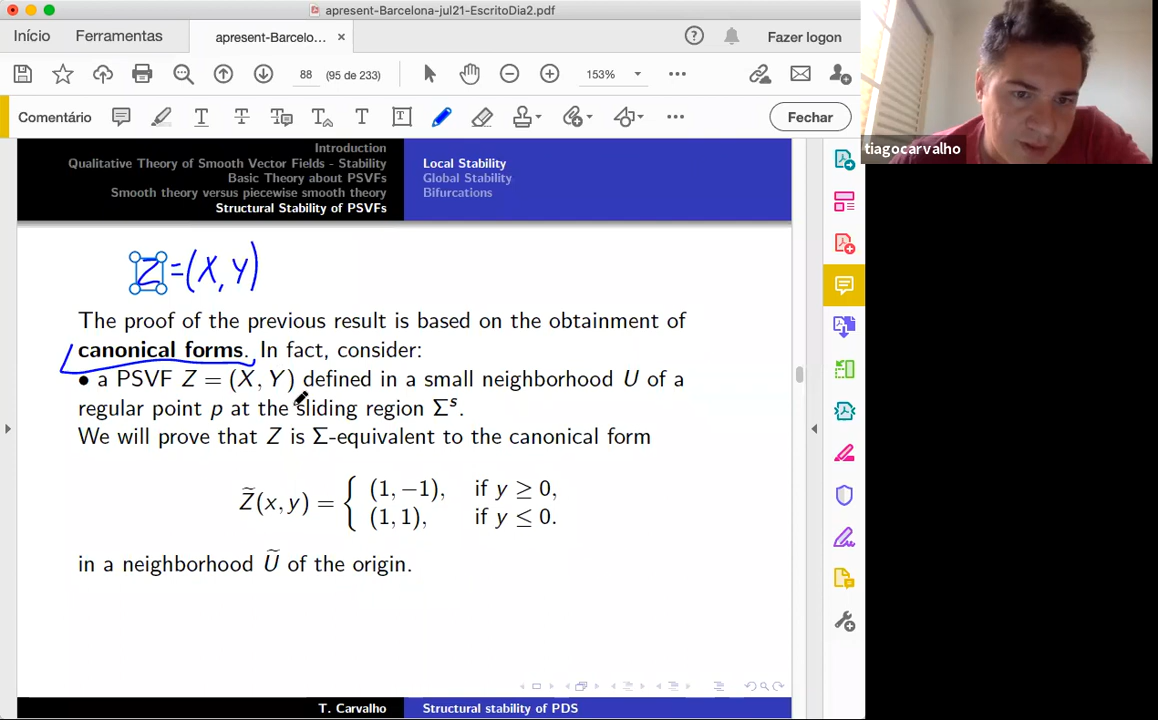 apresent-Barcelona-jul21-EscritoDia2.pdf
Início Ferramentas apresent-Barcelo... × Fazer logon
88 (95 de 233) 153%
Comentário Fechar
tiagocarvalho
Introduction
Qualitative Theory of Smooth Vector Fields - Stability
Basic Theory about PSVFs
Smooth theory versus piecewise smooth theory
Structural Stability of PSVFs
Local Stability
Global Stability
Bifurcations
Z=(X,Y)
The proof of the previous result is based on the obtainment of
canonical forms. In fact, consider:
● a PSVF Z = (X, Y) defined in a small neighborhood U of a
regular point p at the sliding region Σˢ.
We will prove that Z is Σ-equivalent to the canonical form
Z̃(x, y) = { (1, −1), if y ≥ 0,
(1, 1), if y ≤ 0.
in a neighborhood Ũ of the origin.
T. Carvalho Structural stability of PDS